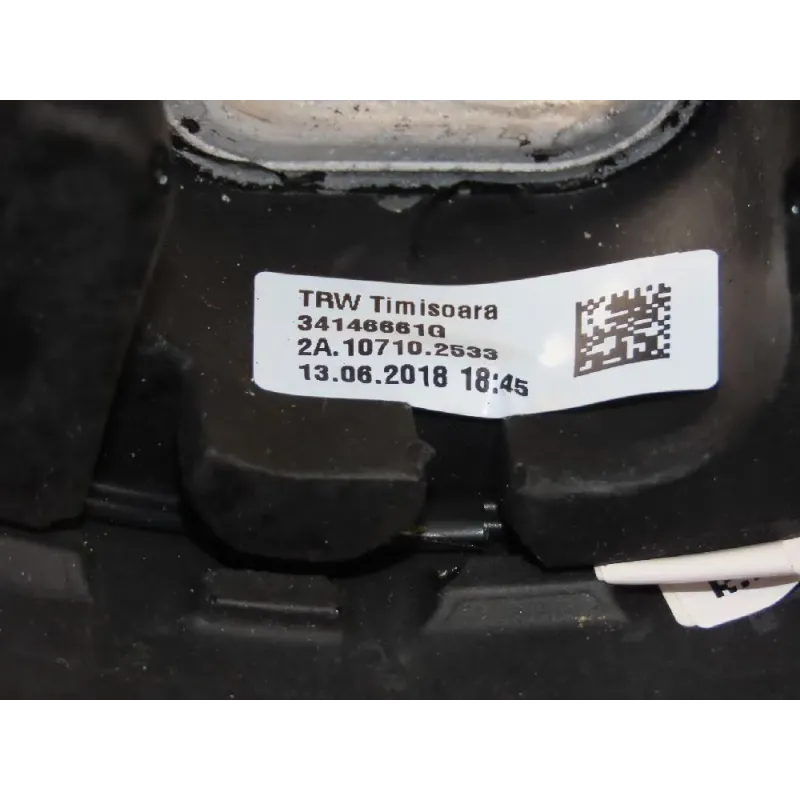 TRW Timisoara
34146661G
2A.10710.2533
13.06.2018 18:45